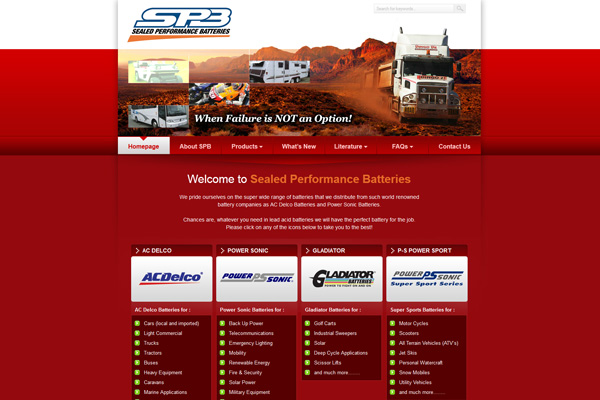 SPB
SEALED PERFORMANCE BATTERIES
Search for keywords
When Failure is NOT an Option!
Homepage
About SPB
Products
What's New
Literature
FAQs
Contact Us
Welcome to Sealed Performance Batteries
We pride ourselves on the super wide range of batteries that we distribute from such world renowned
battery companies as AC Delco Batteries and Power Sonic Batteries.
Chances are, whatever you need in lead acid batteries we will have the perfect battery for the job.
Please click on any of the icons below to take you to the best!
AC DELCO
ACDelco
AC Delco Batteries for :
Cars (local and imported)
Light Commercial
Trucks
Tractors
Buses
Heavy Equipment
Caravans
Marine Applications
POWER SONIC
POWER PS SONIC
Power Sonic Batteries for :
Back Up Power
Telecommunications
Emergency Lighting
Mobility
Renewable Energy
Fire & Security
Solar Power
Military Equipment
GLADIATOR
GLADIATOR
BATTERIES
POWER TO FIGHT ON AND ON
Gladiator Batteries for :
Golf Carts
Industrial Sweepers
Solar
Deep Cycle Applications
Scissor Lifts
and much more.........
P-S POWER SPORT
POWER PS SONIC
Super Sport Series
Super Sports Batteries for :
Motor Cycles
Scooters
All Terrain Vehicles (ATV's)
Jet Skis
Personal Watercraft
Snow Mobiles
Utility Vehicles
and much more.........